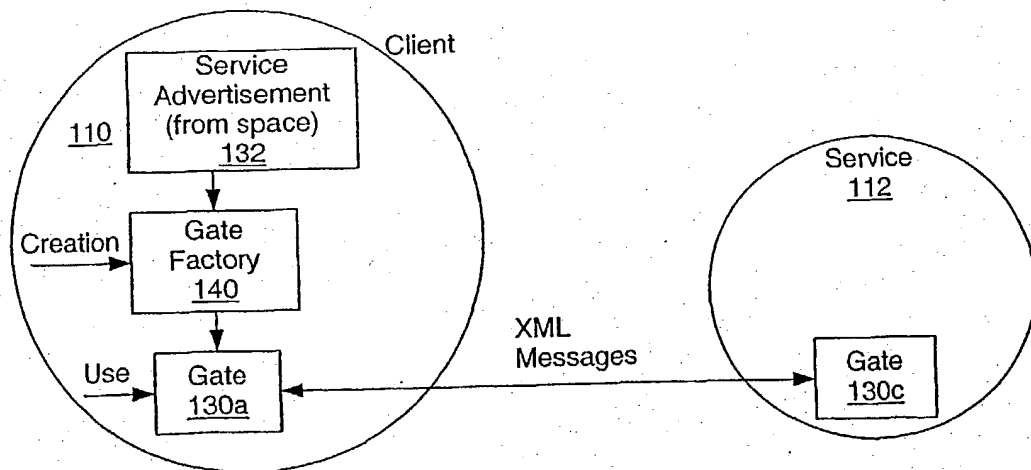 Client
Service
Advertisement
(from space)
132
110
Creation
Gate
Factory
140
Use
Gate
130a
XML
Messages
Service
112
Gate
130c